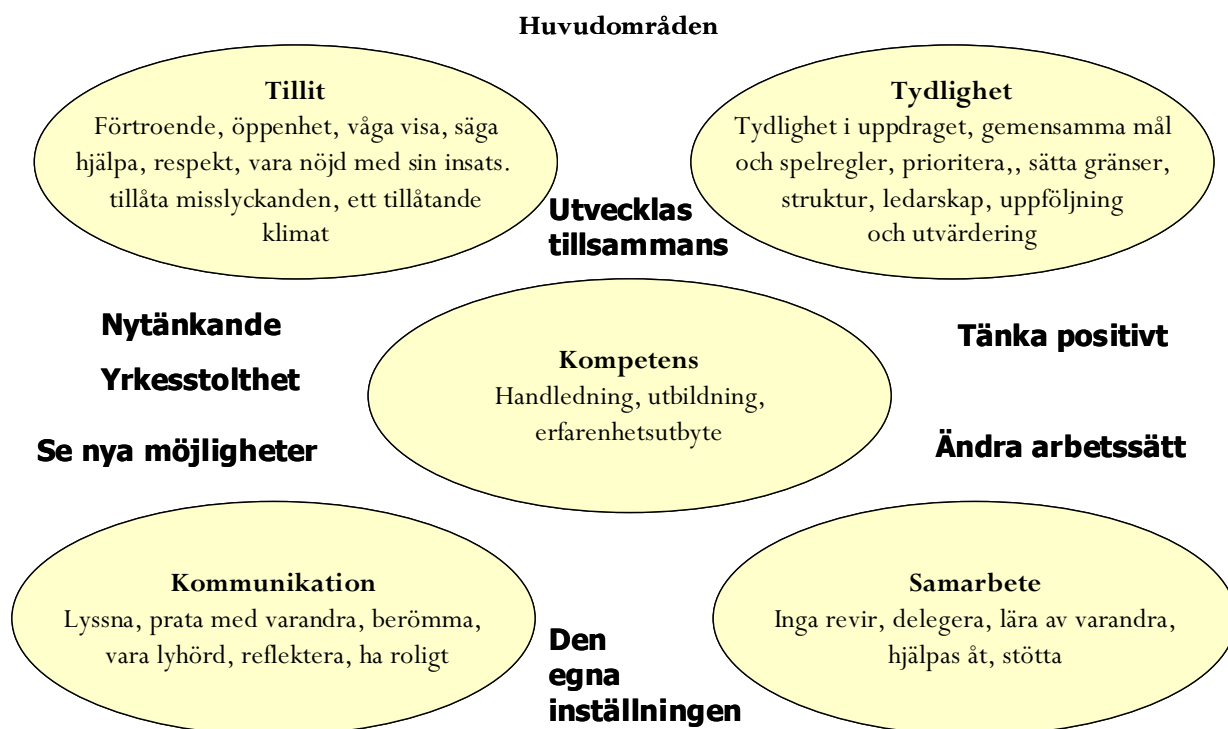 Huvudområden
Tillit
Förtroende, öppenhet, våga visa, säga
hjälpa, respekt, vara nöjd med sin insats.
tillåta misslyckanden, ett tillåtande
klimat
Tydlighet
Tydlighet i uppdraget, gemensamma mål
och spelregler, prioritera,, sätta gränser,
struktur, ledarskap, uppföljning
och utvärdering
Utvecklas
tillsammans
Nytänkande
Yrkesstolthet
Se nya möjligheter
Kompetens
Handledning, utbildning,
erfarenhetsutbyte
Tänka positivt
Ändra arbetssätt
Kommunikation
Lyssna, prata med varandra, berömma,
vara lyhörd, reflektera, ha roligt
Den
egna
inställningen
Samarbete
Inga revir, delegera, lära av varandra,
hjälpas åt, stötta